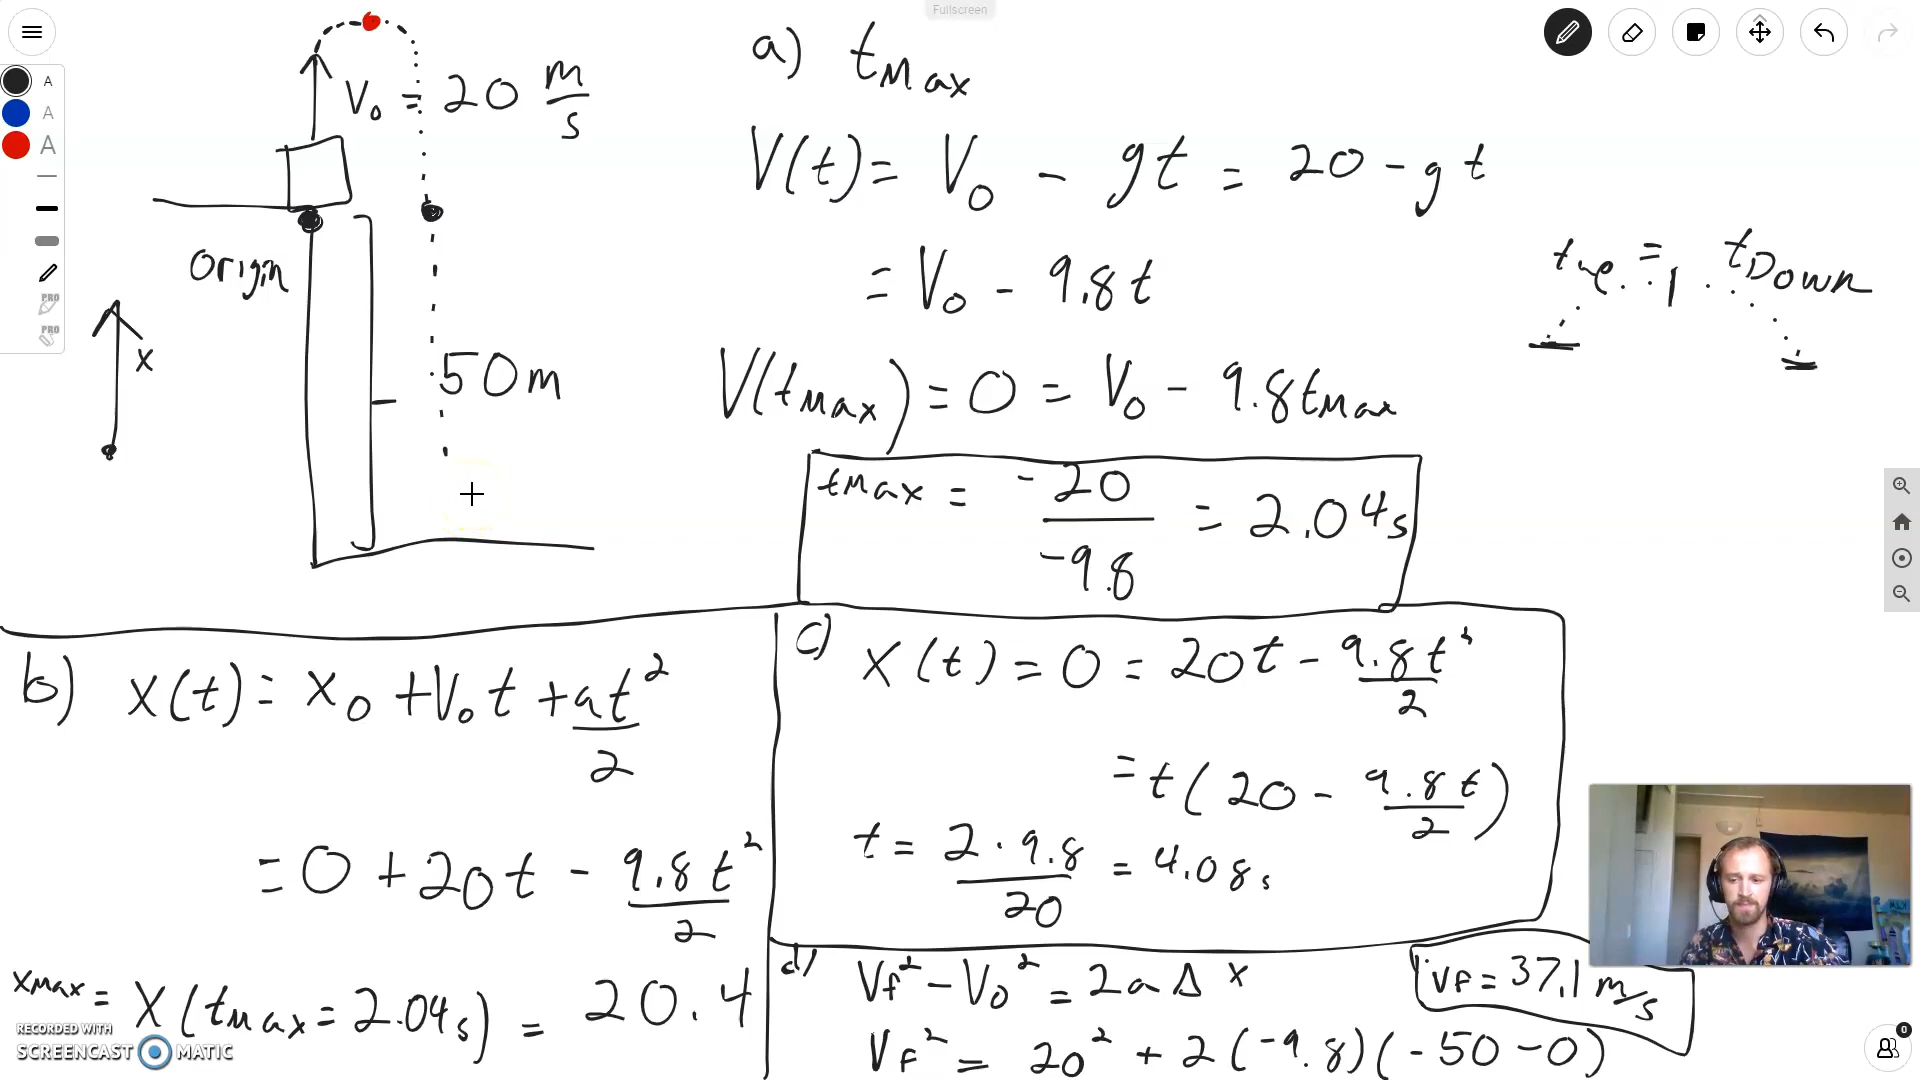 Fullscreen
V₀ = 20 m/s
Origin
x
50m
a) tMax
V(t) = V₀ - gt = 20 - gt
= V₀ - 9.8t
V(tMax) = 0 = V₀ - 9.8tMax
tMax = -20/-9.8 = 2.04s
tup = tDown
b) X(t) = X₀ + V₀t + at²/2
= 0 + 20t - 9.8t²/2
xMax = X(tMax = 2.04s) = 20.4
c) X(t) = 0 = 20t - 9.8t²/2
= t(20 - 9.8t/2)
t = 2·9.8/20 = 4.08s
d) Vf² - V₀² = 2aΔx
Vf² = 20² + 2(-9.8)(-50-0)
Vf = 37.1 m/s
A
A
A
PRO
PRO
RECORDED WITH
SCREENCAST MATIC
0